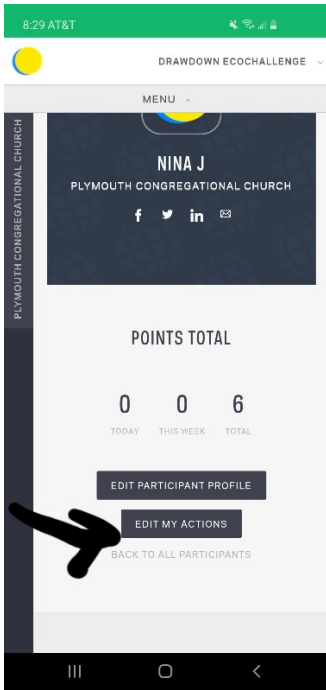 8:29 AT&T
DRAWDOWN ECOCHALLENGE
MENU
PLYMOUTH CONGREGATIONAL CHURCH
NINA J
PLYMOUTH CONGREGATIONAL CHURCH
POINTS TOTAL
0 0 6
TODAY THIS WEEK TOTAL
EDIT PARTICIPANT PROFILE
EDIT MY ACTIONS
BACK TO ALL PARTICIPANTS